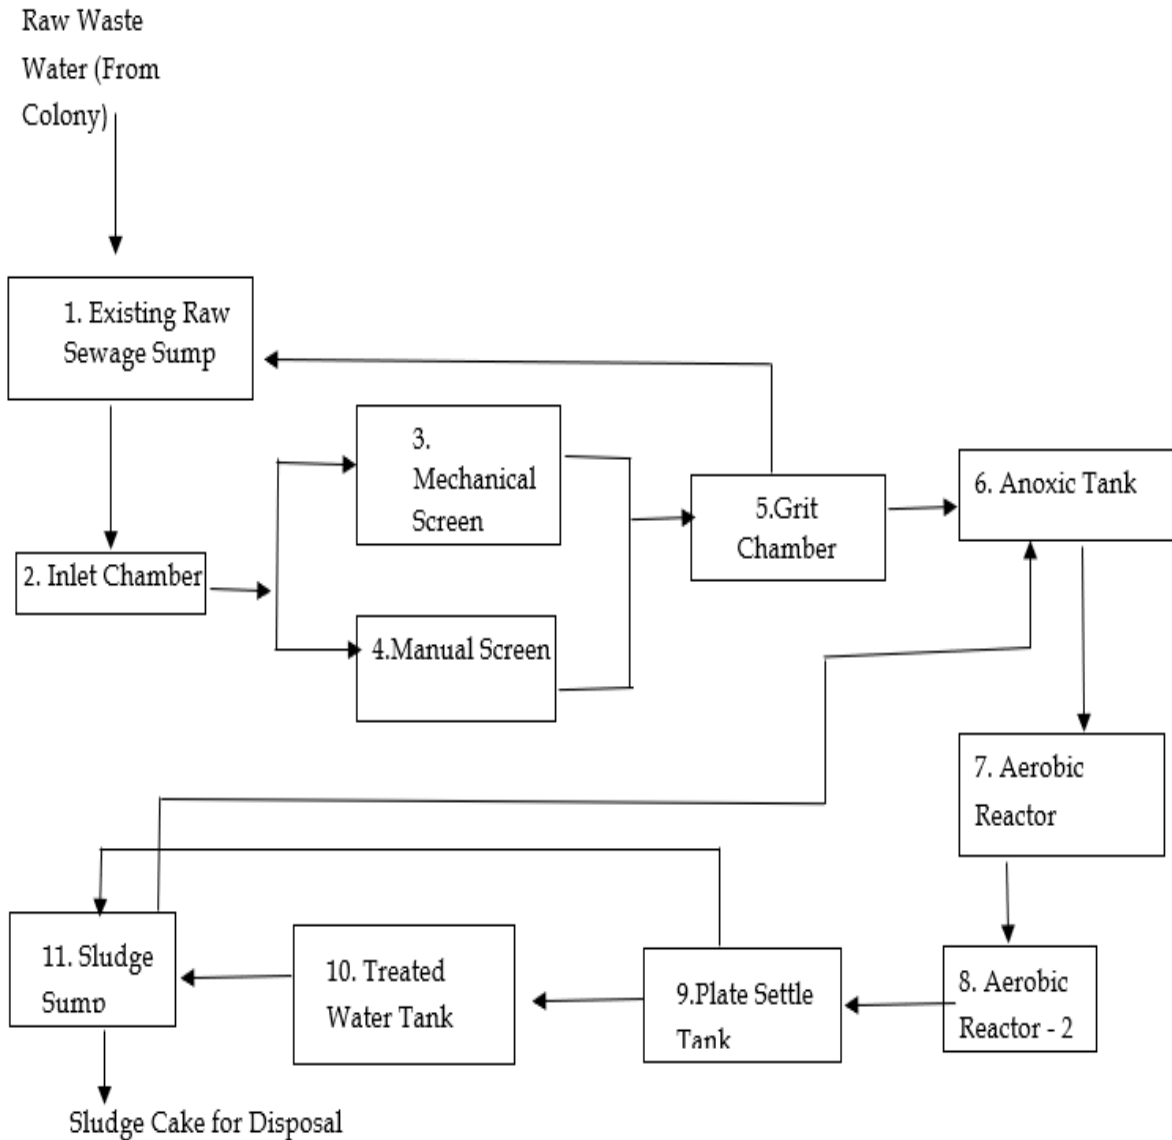 Raw Waste
Water (From
Colony)
1. Existing Raw
Sewage Sump
3.
Mechanical
Screen
5.Grit
Chamber
6. Anoxic Tank
2. Inlet Chamber
4.Manual Screen
7. Aerobic
Reactor
11. Sludge
Sump
10. Treated
Water Tank
9.Plate Settle
Tank
8. Aerobic
Reactor - 2
Sludge Cake for Disposal